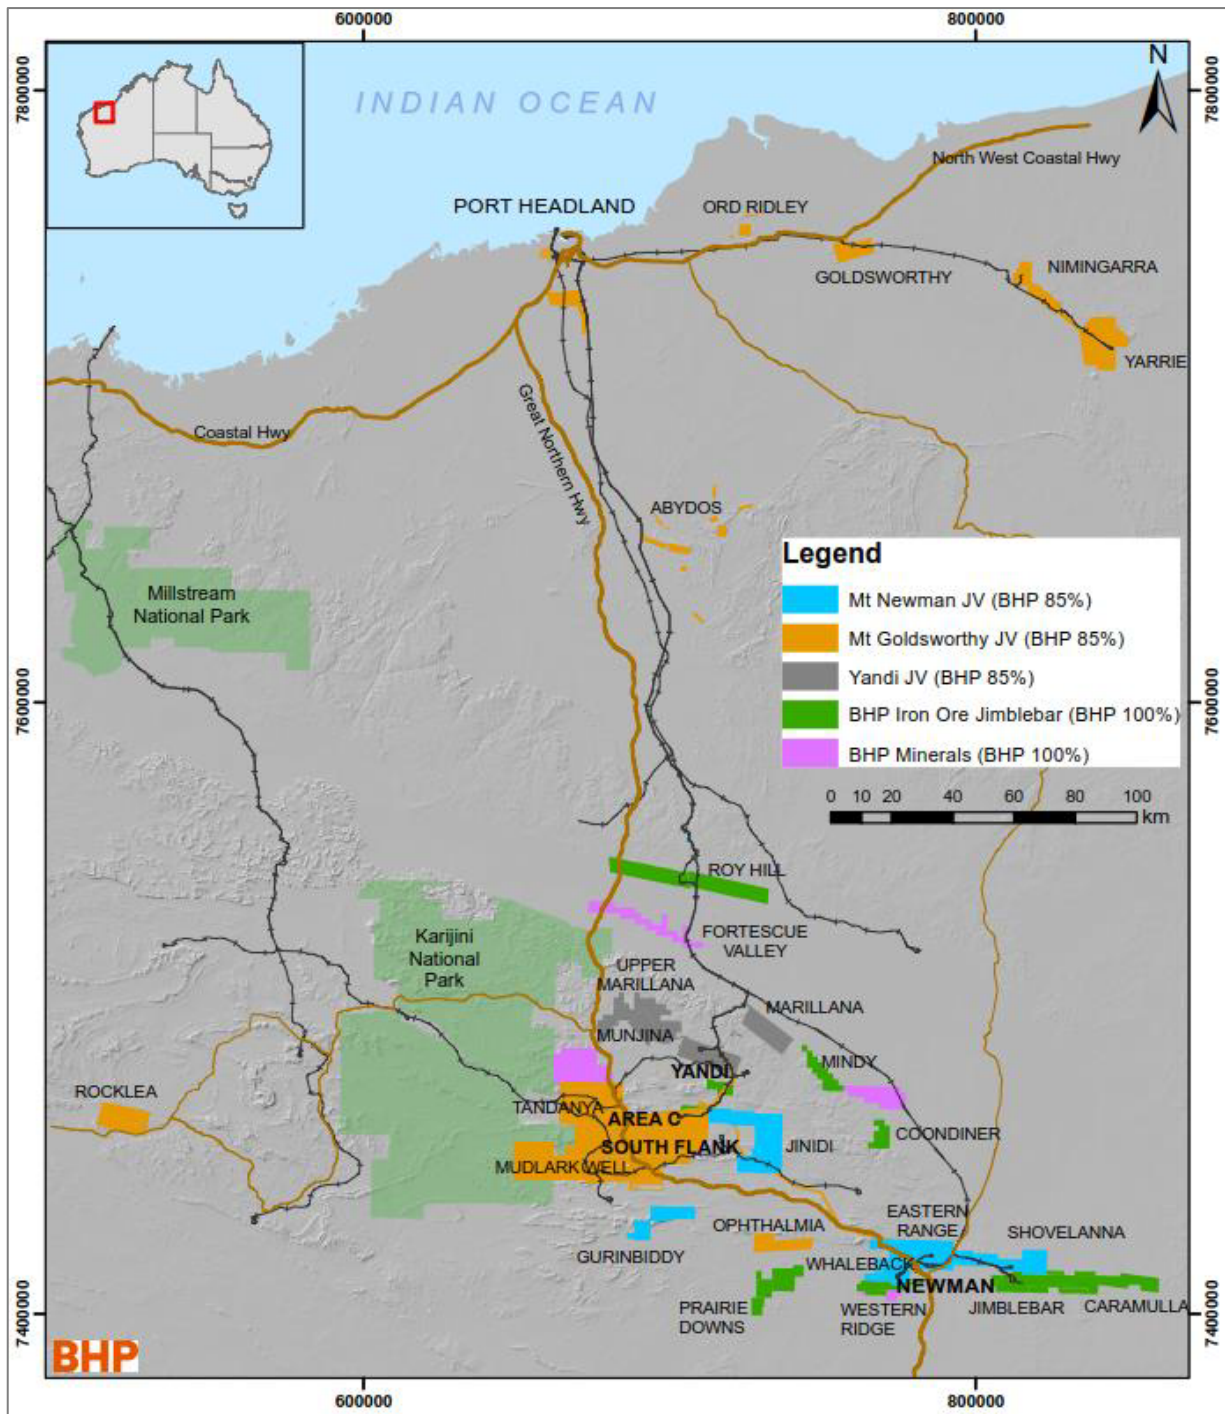 600000
800000
7800000
7800000
N
INDIAN OCEAN
North West Coastal Hwy
PORT HEADLAND
ORD RIDLEY
GOLDSWORTHY
NIMINGARRA
YARRIE
Coastal Hwy
Great Northern Hwy
ABYDOS
Legend
Mt Newman JV (BHP 85%)
Mt Goldsworthy JV (BHP 85%)
Yandi JV (BHP 85%)
BHP Iron Ore Jimblebar (BHP 100%)
BHP Minerals (BHP 100%)
0 10 20 40 60 80 100
km
Millstream
National Park
7600000
7600000
ROY HILL
FORTESCUE
VALLEY
Karijini
National
Park
UPPER
MARILLANA
MARILLANA
MUNJINA
MINDY
YANDI
ROCKLEA
TANDANYA
AREA C
COONDINER
SOUTH FLANK
JINIDI
MUDLARK WELL
EASTERN
RANGE
OPHTHALMIA
SHOVELANNA
GURINBIDDY
WHALEBACK
NEWMAN
PRAIRIE
DOWNS
WESTERN
RIDGE
JIMBLEBAR
CARAMULLA
7400000
7400000
BHP
600000
800000